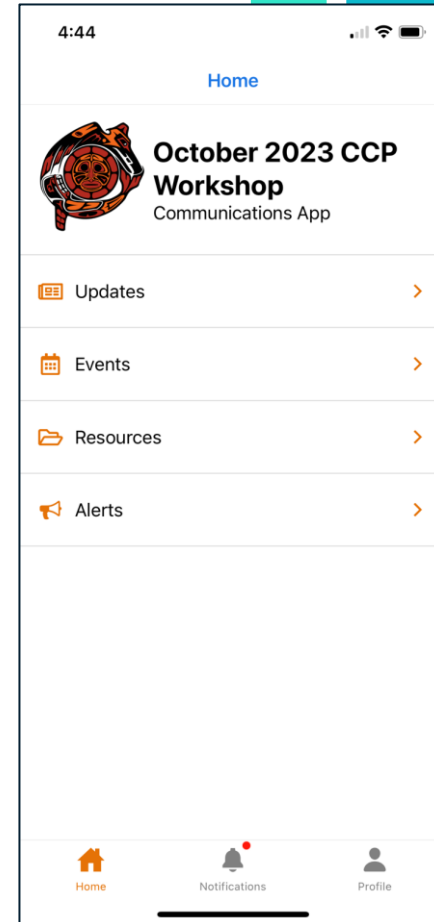 4:44
Home
October 2023 CCP
Workshop
Communications App
Updates
Events
Resources
Alerts
Home
Notifications
Profile